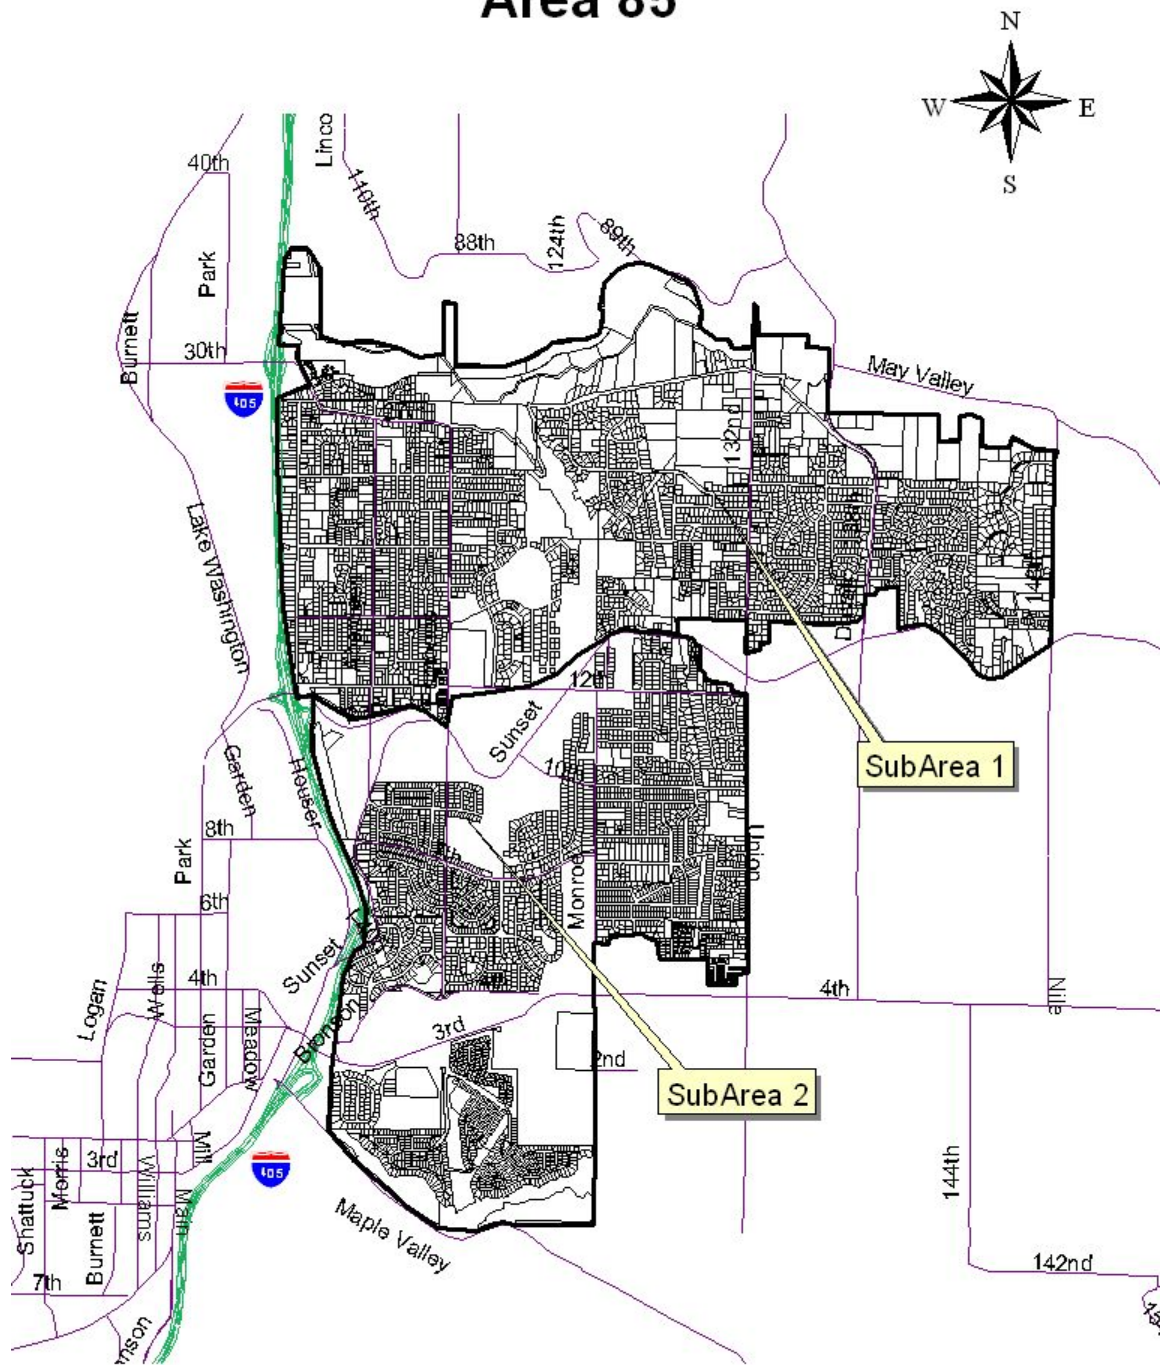 Area 85
N
W
E
S
Linco
40th
110th
Park
88th
124th
89th
Burnett
30th
405
May Valley
132nd
Lake Washington
12th
Sunset
SubArea 1
10th
Garden
Houser
8th
Park
Union
Monroe
6th
Sunset
4th
4th
Nile
Logan
Wells
Garden
Meadow
Bronson
3rd
2nd
SubArea 2
Mill
3rd
405
144th
Shattuck
Morris
Williams
Main
Burnett
Maple Valley
142nd
7th
nson